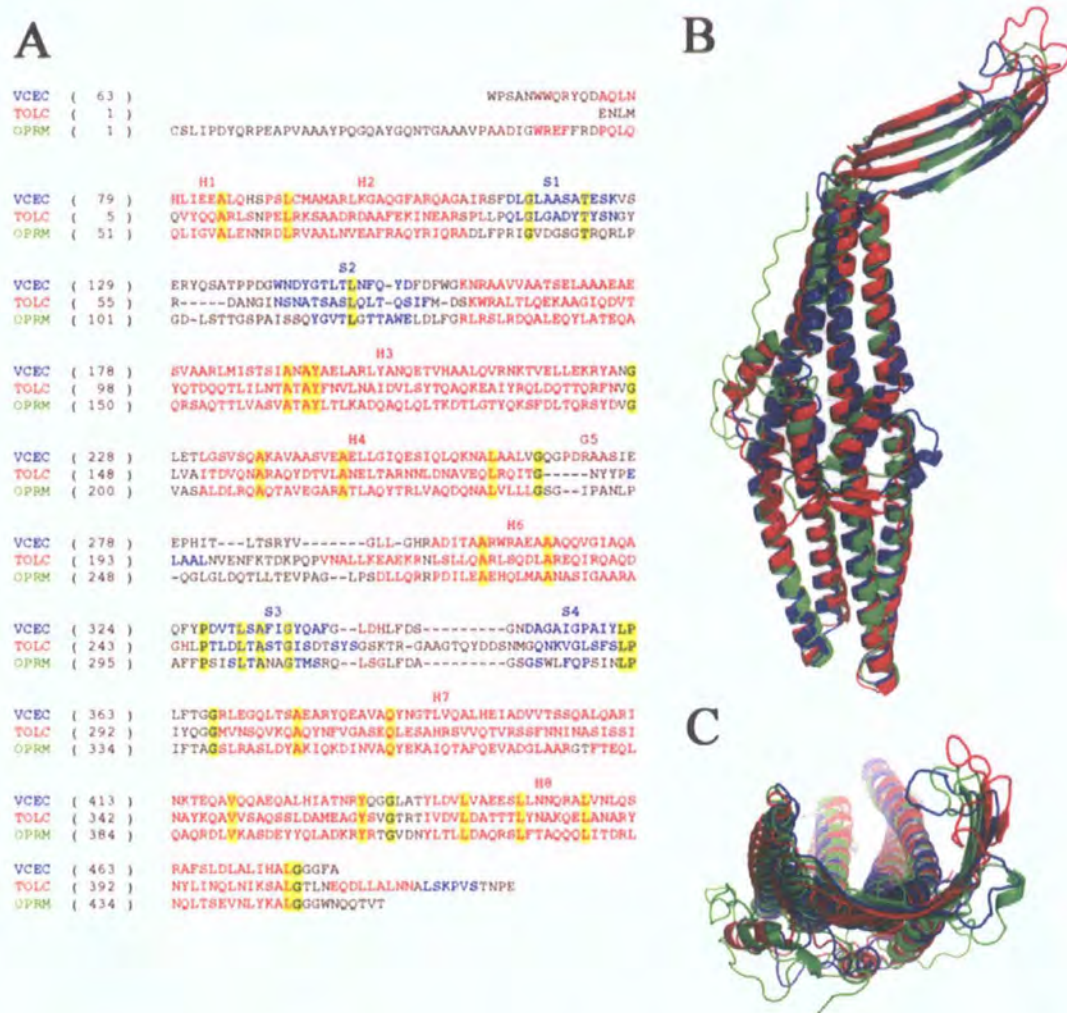 A
B
VCEC ( 63 ) WPSANWWQRYQDAQLN
TOLC ( 1 ) ENLM
OPRM ( 1 ) CSLIPDYQRPEAPVAAAYPQGQAYGQNTGAAAVPAADIGWREFFRDPQLQ
H1 H2 S1
VCEC ( 79 ) HLIEEALQHSPSLCMAMARLKGAQGFARQAGAIRSFDLGLAASATESKVS
TOLC ( 5 ) QVYQQARLSNPELRKSAADRDAAFEKINEARSPLLPQLGLGADYTYSNGY
OPRM ( 51 ) QLIGVALENNRDLRVAALNVEAFRAQYRIQRADLFPRIGVDGSGTRQRLP
S2
VCEC ( 129 ) ERYQSATPPDGWNDYGTLTLNFQ-YDFDFWGKNRAAVVAATSELAAAEAE
TOLC ( 55 ) R-----DANGINSNATSASLQLT-QSIFM-DSKWRALTLQEKAAGIQDVT
OPRM ( 101 ) GD-LSTTGSPAISSQYGVTLGTTAWELDLFGRLRSLRDQALEQYLATEQA
H3
VCEC ( 178 ) SVAARLMISTSIANAYAELARLYANQETVHAALQVRNKTVELLEKRYANG
TOLC ( 98 ) YQTDQQTLILNTATAYFNVLNAIDVLSYTQAQKEAIYRQLDQTTQRFNVG
OPRM ( 150 ) QRSAQTTLVASVATAYLTLKADQAQLQLTKDTLGTYQKSFDLTQRSYDVG
H4 G5
VCEC ( 228 ) LETLGSVSQAKAVAASVEAELLGIQESIQLQKNALAALVGQGPDRAASIE
TOLC ( 148 ) LVAITDVQNARAQYDTVLANELTARNNLDNAVEQLRQITG-----NYYPE
OPRM ( 200 ) VASALDLRQAQTAVEGARATLAQYTRLVAQDQNALVLLLGSG--IPANLP
H6
VCEC ( 278 ) EPHIT---LTSRYV-----GLL-GHRADITAARWRAEAAAQQVGIAQA
TOLC ( 193 ) LAALNVENFKTDKPQPVNALLKEAEKRNLSLLQARLSQDLAREQIRQAQD
OPRM ( 248 ) -QGLGLDQTLLTEVPAG--LPSDLLQRRPDILEAEHQLMAANASIGAARA
S3 S4
VCEC ( 324 ) QFYPDVTLSAFIGYQAFG--LDHLFDS---------GNDAGAIGPAIYLP
TOLC ( 243 ) GHLPTLDLTASTGISDTSYSGSKTR-GAAGTQYDDSNMGQNKVGLSFSLP
OPRM ( 295 ) AFFPSISLTANAGTMSRQ--LSGLFDA---------GSGSWLFQPSINLP
H7
VCEC ( 363 ) LFTGGRLEGQLTSAEARYQEAVAQYNGTLVQALHEIADVVTSSQALQARI
TOLC ( 292 ) IYQGGMVNSQVKQAQYNFVGASEQLESAHRSVVQTVRSSFNNINASISSI
OPRM ( 334 ) IFTAGSLRASLDYAKIQKDINVAQYEKAIQTAFQEVADGLAARGTFTEQL
H8
VCEC ( 413 ) NKTEQAVQQAEQALHIATNRYQGGLATYLDVLVAEESLLNNQRALVNLQS
TOLC ( 342 ) NAYKQAVVSAQSSLDAMEAGYSVGTRTIVDVLDATTTLYNAKQELANARY
OPRM ( 384 ) QAQRDLVKASDEYYQLADKRYRTGVDNYLTLLDAQRSLFTAQQQLITDRL
VCEC ( 463 ) RAFSLDLALIHALGGGFA
TOLC ( 392 ) NYLINQLNIKSALGTLNEQDLLALNNALSKPVSTNPE
OPRM ( 434 ) NQLTSEVNLYKALGGGWNQQTVT
C